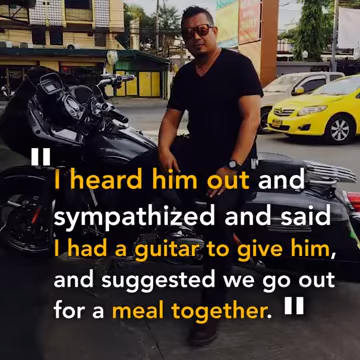 "I heard him out and
sympathized and said
I had a guitar to give him,
and suggested we go out
for a meal together."